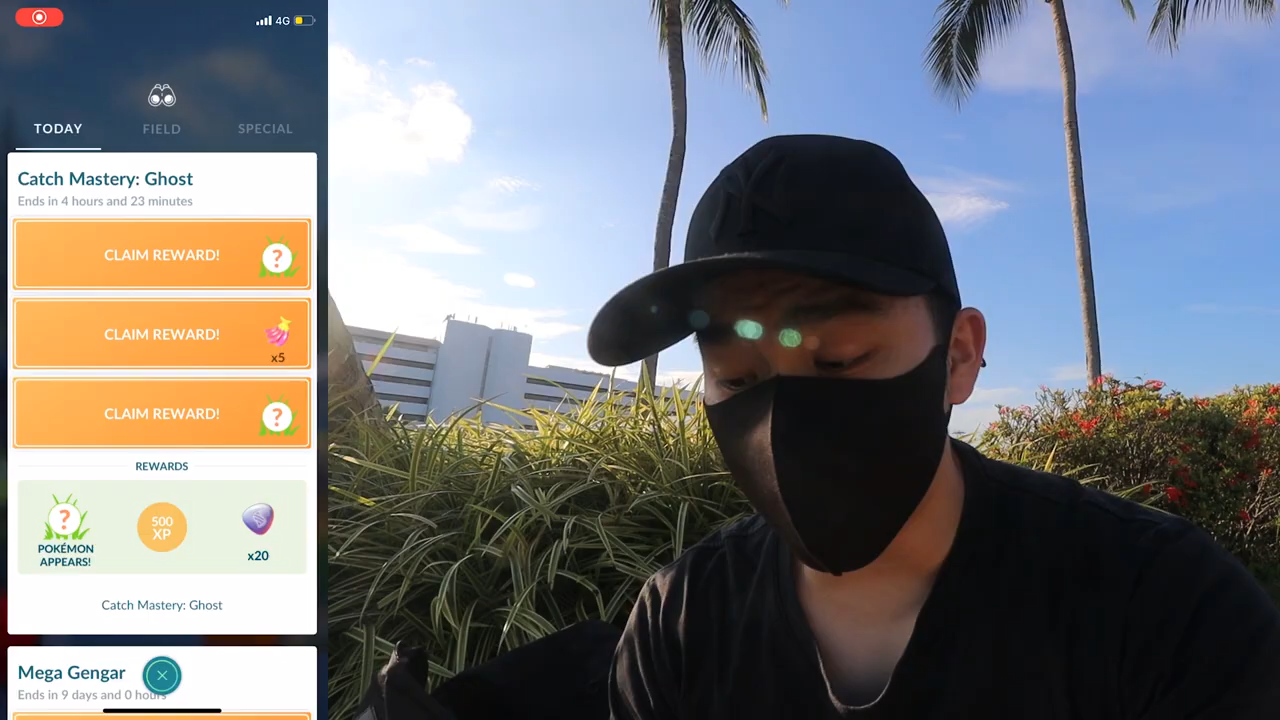 4G
TODAY
FIELD
SPECIAL
Catch Mastery: Ghost
Ends in 4 hours and 23 minutes
CLAIM REWARD!
?
CLAIM REWARD!
x5
CLAIM REWARD!
?
REWARDS
?
POKÉMON
APPEARS!
500
XP
x20
Catch Mastery: Ghost
Mega Gengar
Ends in 9 days and 0 hours
NY